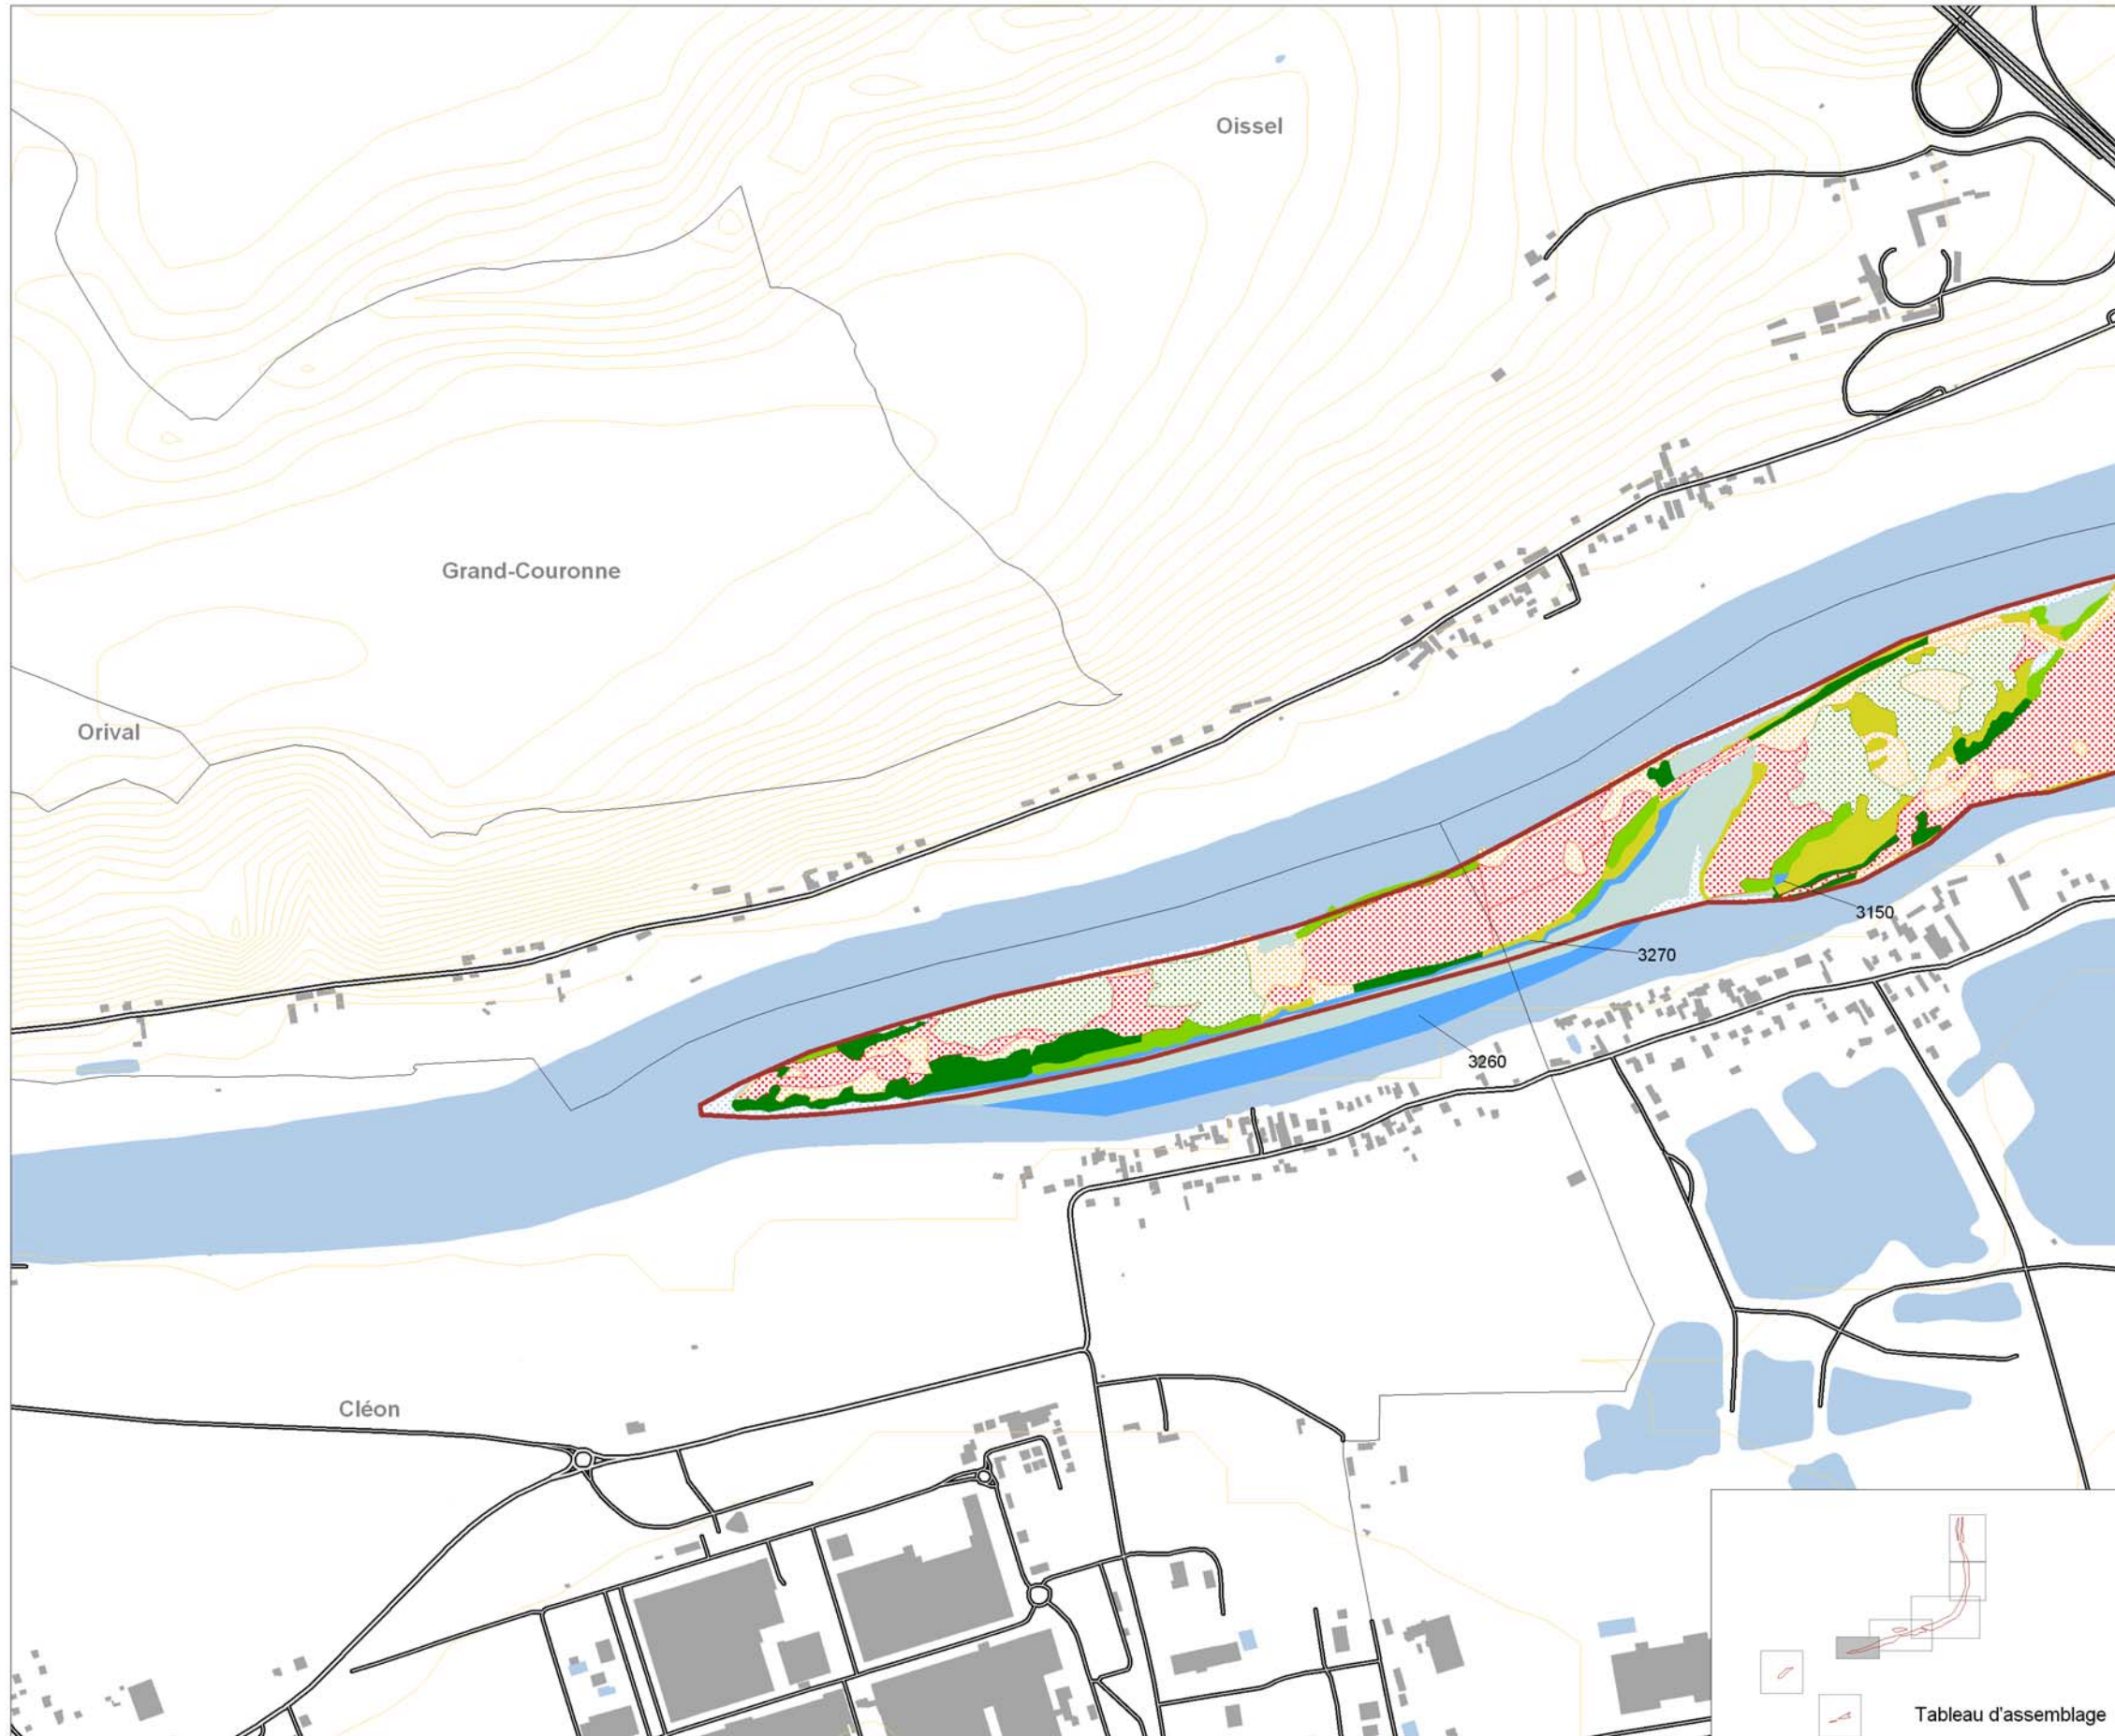 Oissel
Grand-Couronne
Orival
3150
3270
3260
Cléon
Tableau d'assemblage